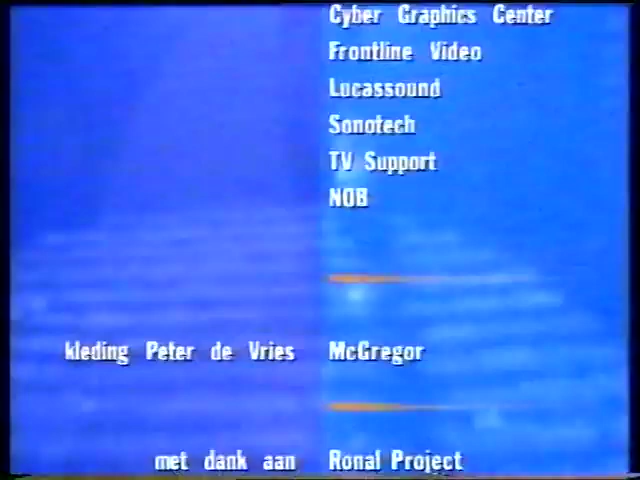 Cyber Graphics Center
Frontline Video
Lucassound
Sonotech
TV Support
NOB
kleding Peter de Vries McGregor
met dank aan Ronal Project